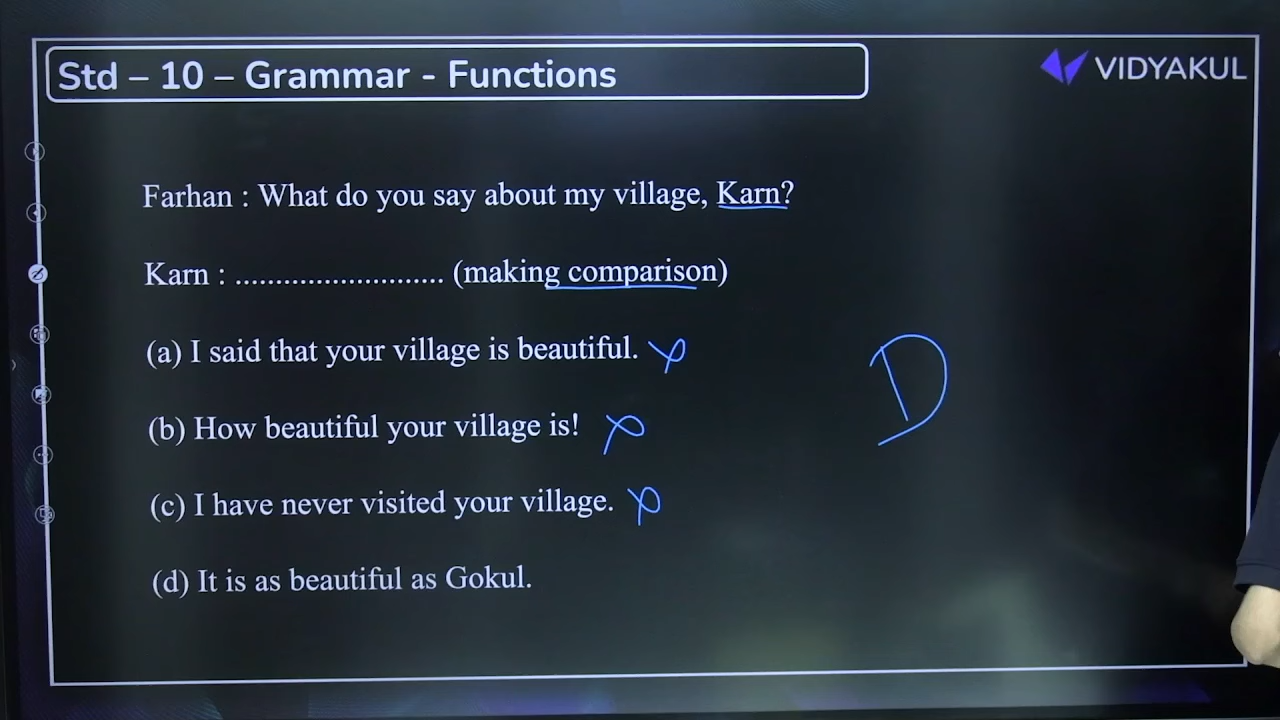 Std – 10 – Grammar - Functions
VIDYAKUL
Farhan : What do you say about my village, Karn?
Karn : .......................... (making comparison)
(a) I said that your village is beautiful.
(b) How beautiful your village is!
(c) I have never visited your village.
(d) It is as beautiful as Gokul.
D